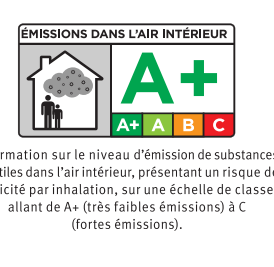 ÉMISSIONS DANS L'AIR INTÉRIEUR
A+
A+ A B C
rmation sur le niveau d'émission de substances
tiles dans l'air intérieur, présentant un risque de
icité par inhalation, sur une échelle de classe
allant de A+ (très faibles émissions) à C
(fortes émissions).